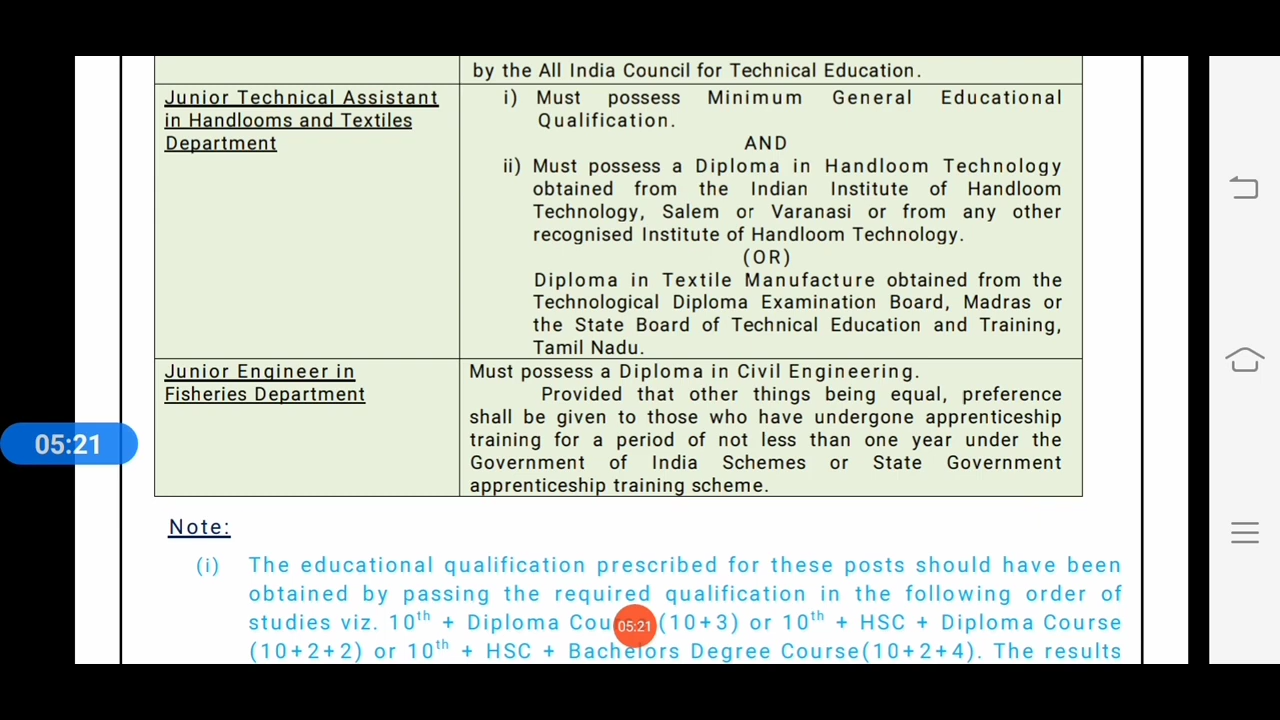 by the All India Council for Technical Education.
Junior Technical Assistant
in Handlooms and Textiles
Department
i) Must possess Minimum General Educational
Qualification.
AND
ii) Must possess a Diploma in Handloom Technology
obtained from the Indian Institute of Handloom
Technology, Salem or Varanasi or from any other
recognised Institute of Handloom Technology.
(OR)
Diploma in Textile Manufacture obtained from the
Technological Diploma Examination Board, Madras or
the State Board of Technical Education and Training,
Tamil Nadu.
Junior Engineer in
Fisheries Department
Must possess a Diploma in Civil Engineering.
Provided that other things being equal, preference
shall be given to those who have undergone apprenticeship
training for a period of not less than one year under the
Government of India Schemes or State Government
apprenticeship training scheme.
05:21
Note:
(i) The educational qualification prescribed for these posts should have been
obtained by passing the required qualification in the following order of
studies viz. 10th + Diploma Cou 05:21 (10+3) or 10th + HSC + Diploma Course
(10+2+2) or 10th + HSC + Bachelors Degree Course(10+2+4). The results